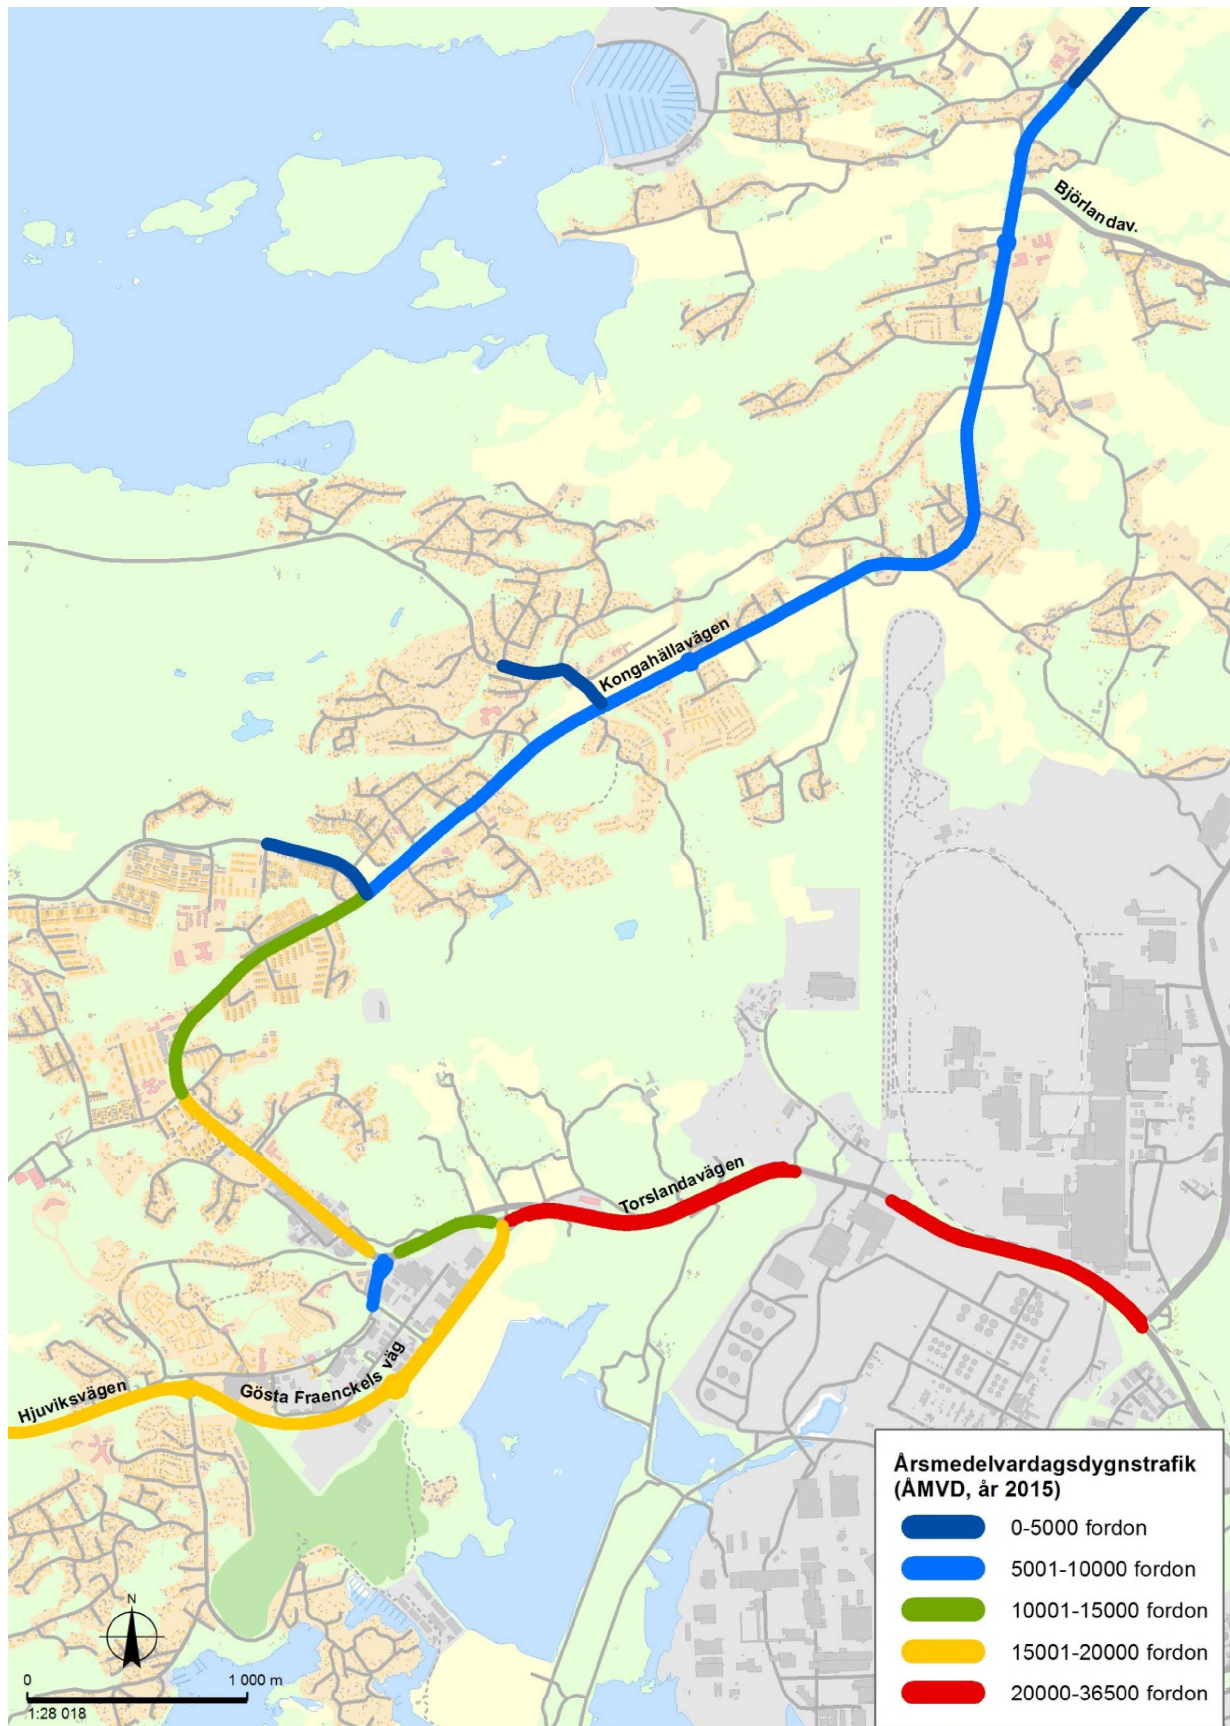 Björlandav.
Kongahällavägen
Torslandavägen
Gösta Fraenckels väg
Hjuviksvägen
N
0
1 000 m
1:28 018
Årsmedelvardagsdygnstrafik
(ÅMVD, år 2015)
0-5000 fordon
5001-10000 fordon
10001-15000 fordon
15001-20000 fordon
20000-36500 fordon